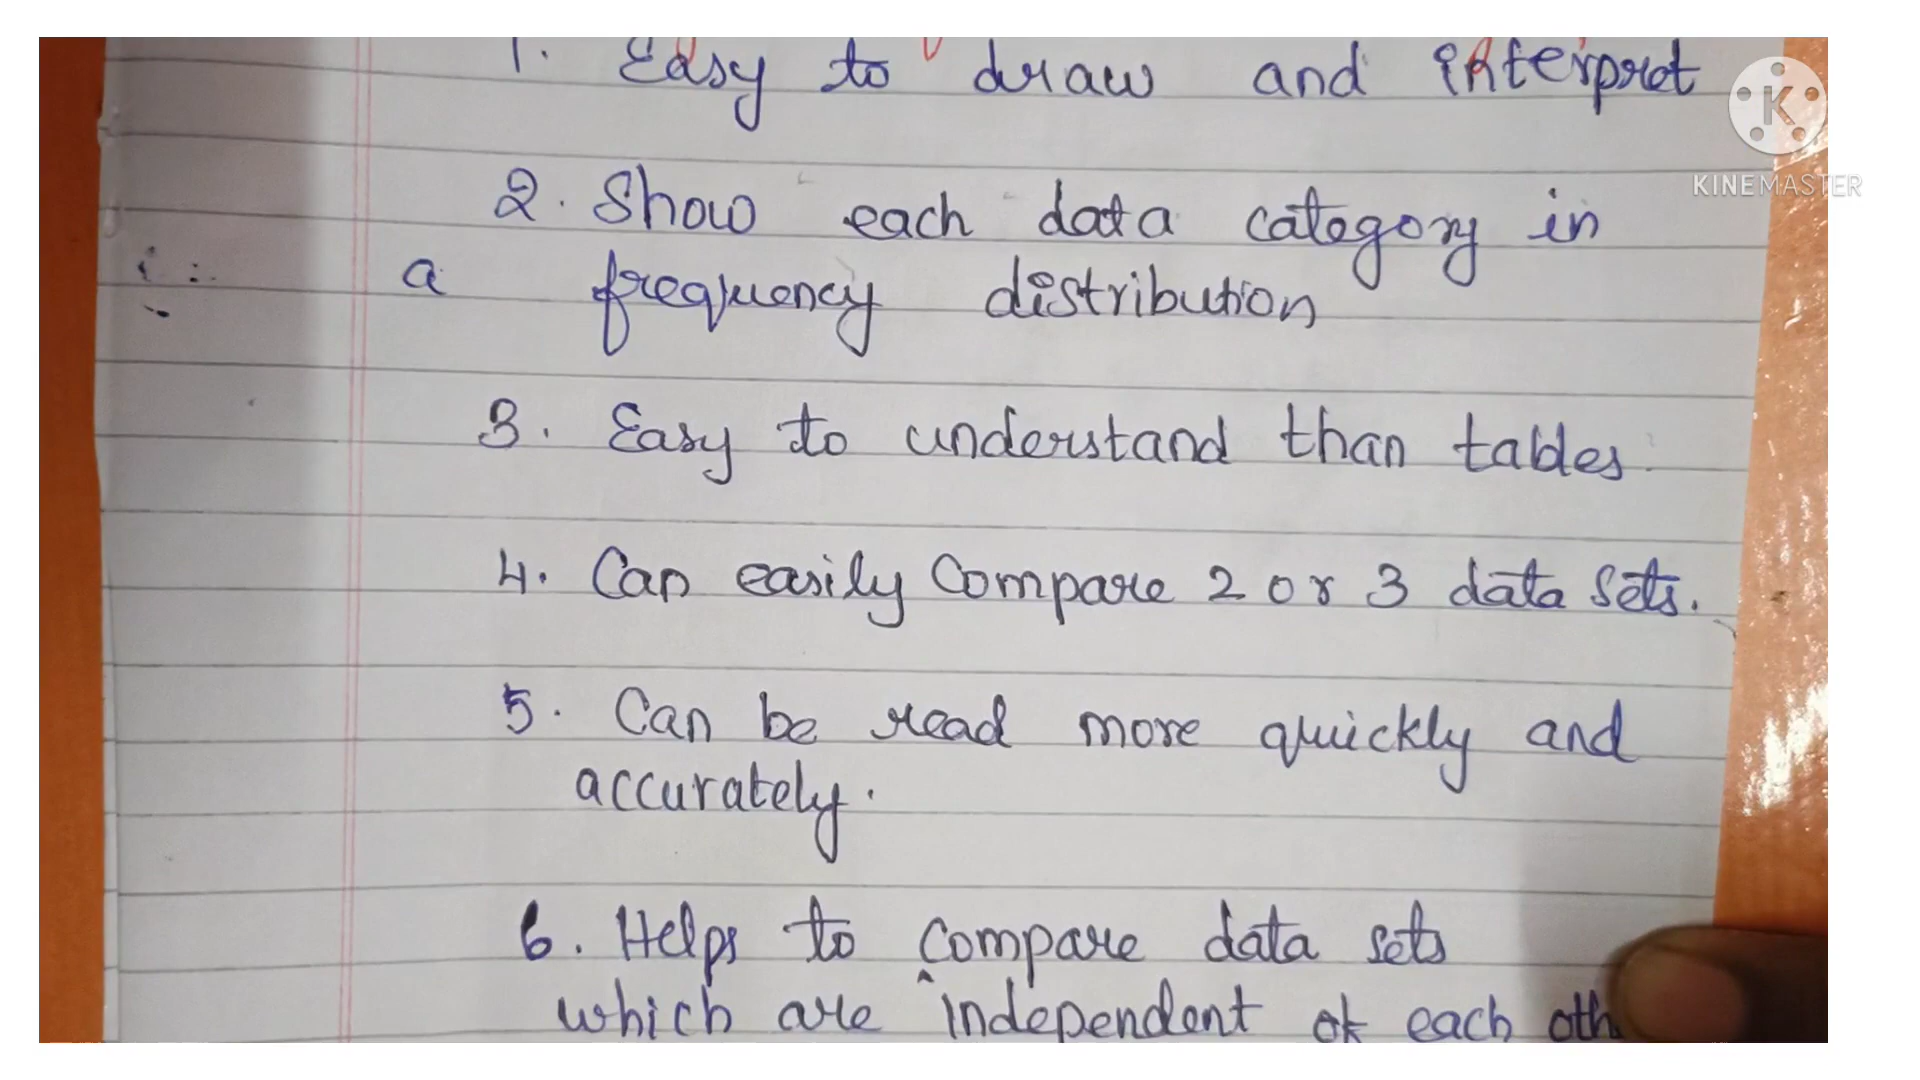 1. Easy to draw and interpret
2. Show each data category in
a frequency distribution
3. Easy to understand than tables
4. Can easily Compare 2 or 3 data sets.
5. Can be read more quickly and
accurately.
6. Helps to compare data sets
which are independent of each oth
K
KINEMASTER